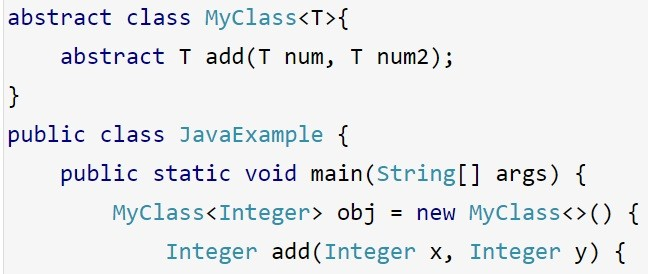 abstract class MyClass<T>{
    abstract T add(T num, T num2);
}
public class JavaExample {
    public static void main(String[] args) {
        MyClass<Integer> obj = new MyClass<>() {
            Integer add(Integer x, Integer y) {